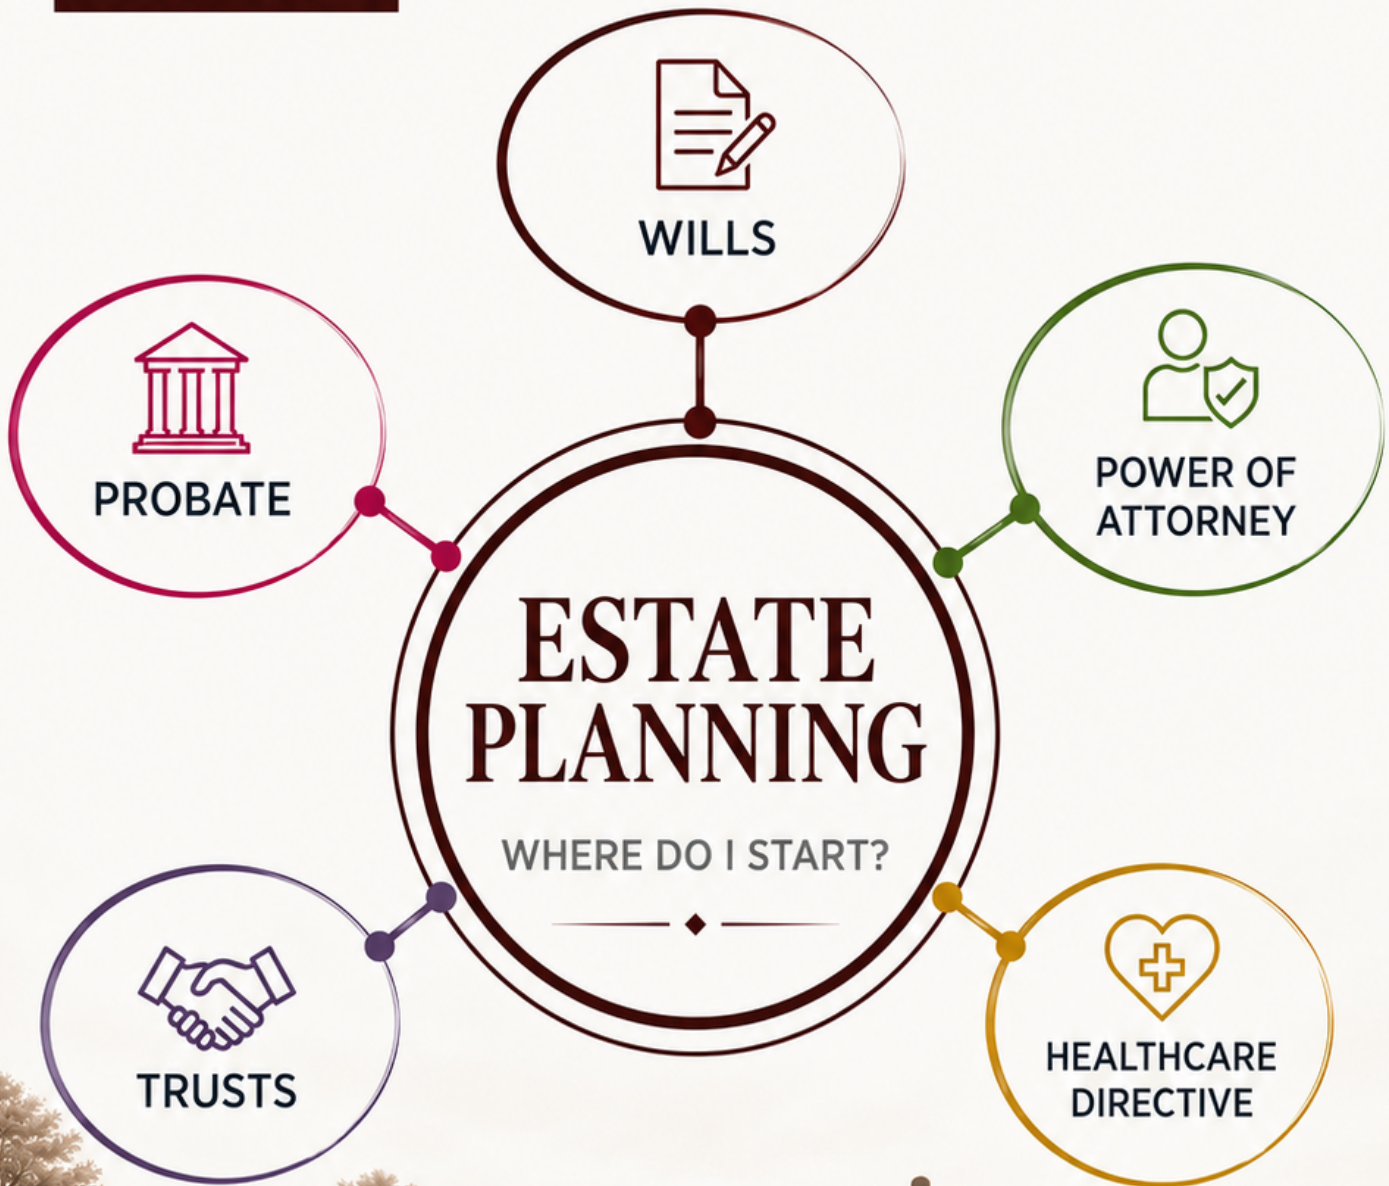 WILLS
PROBATE
POWER OF
ATTORNEY
ESTATE
PLANNING
WHERE DO I START?
TRUSTS
HEALTHCARE
DIRECTIVE